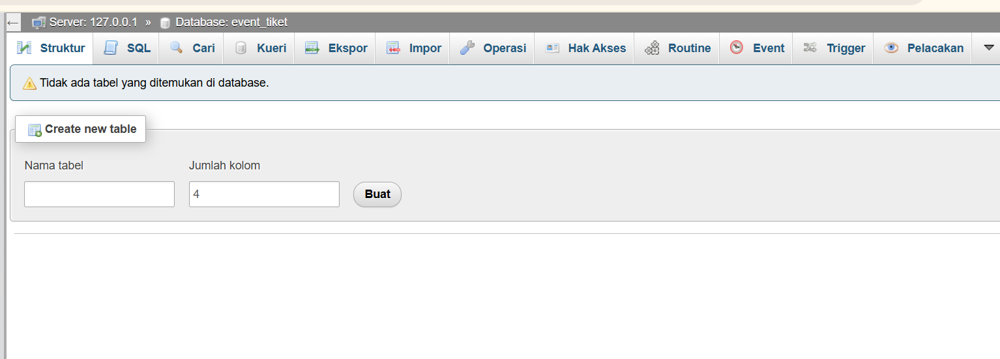 ← Server: 127.0.0.1 » Database: event_tiket
Struktur SQL Cari Kueri Ekspor Impor Operasi Hak Akses Routine Event Trigger Pelacakan
Tidak ada tabel yang ditemukan di database.
Create new table
Nama tabel Jumlah kolom
4 Buat